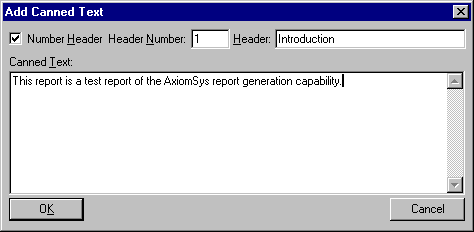 Add Canned Text
Number Header Header Number: 1 Header: Introduction
Canned Text:
This report is a test report of the AxiomSys report generation capability.
OK Cancel